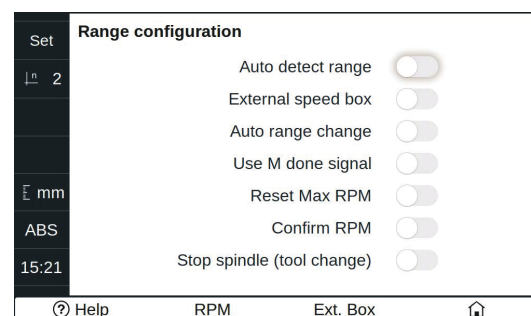 Set
Range configuration
n 2
Auto detect range
External speed box
Auto range change
Use M done signal
mm
Reset Max RPM
ABS
Confirm RPM
15:21
Stop spindle (tool change)
? Help RPM Ext. Box